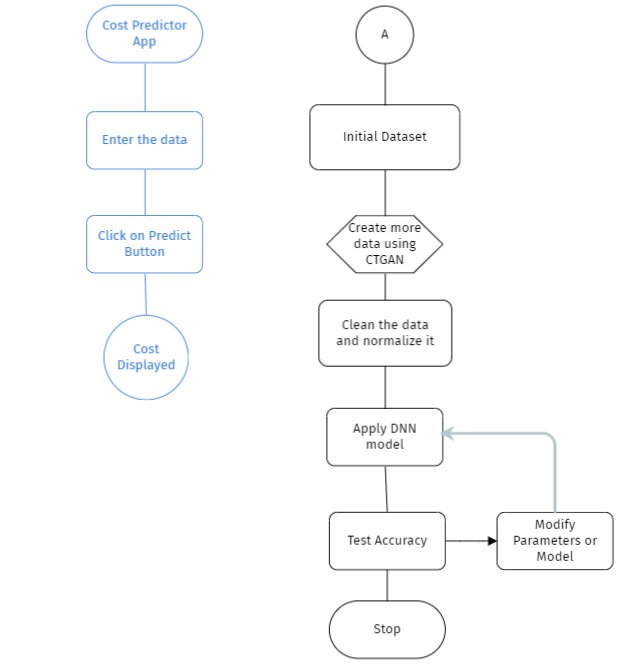 Cost Predictor
App
Enter the data
Click on Predict
Button
Cost
Displayed
A
Initial Dataset
Create more
data using
CTGAN
Clean the data
and normalize it
Apply DNN
model
Test Accuracy
Modify
Parameters or
Model
Stop